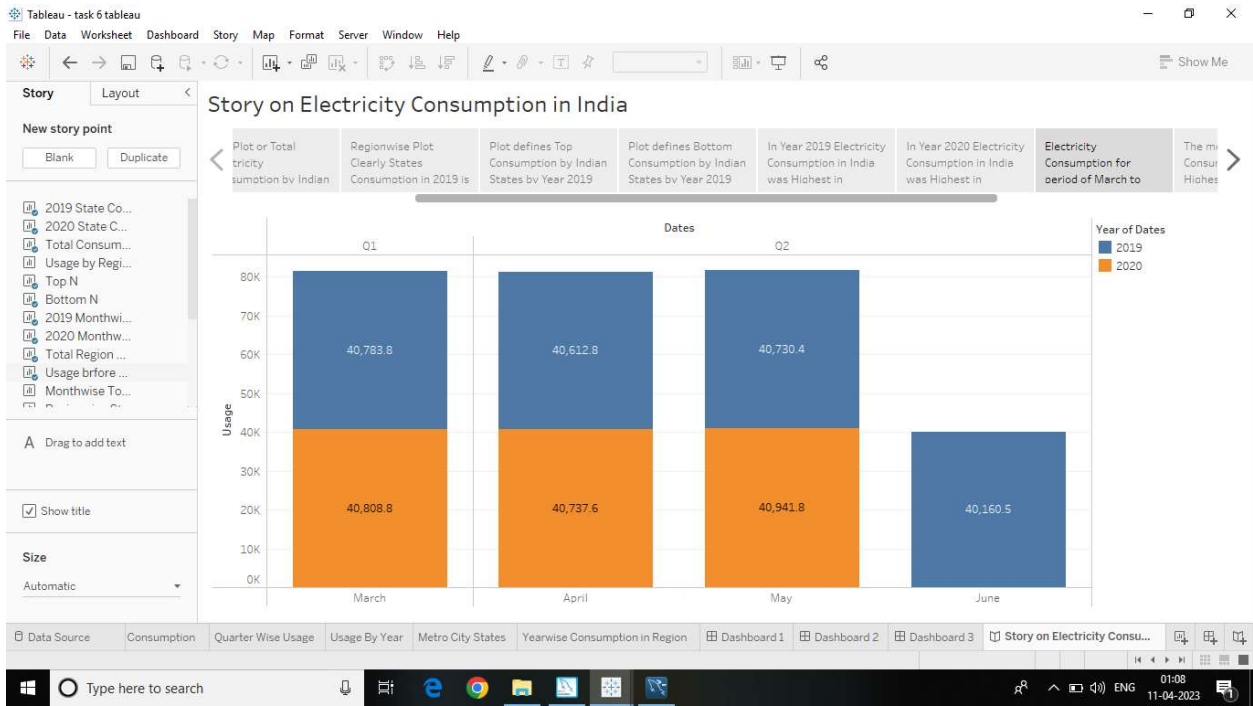 Tableau - task 6 tableau
File Data Worksheet Dashboard Story Map Format Server Window Help
Show Me
Story Layout
New story point
Blank Duplicate
2019 State Co...
2020 State C...
Total Consum...
Usage by Regi...
Top N
Bottom N
2019 Monthwi...
2020 Monthw...
Total Region ...
Usage brfore ...
Monthwise To...
A Drag to add text
Show title
Size
Automatic
Story on Electricity Consumption in India
Plot or Total
tricity
sumption by Indian
Regionwise Plot
Clearly States
Consumption in 2019 is
Plot defines Top
Consumption by Indian
States by Year 2019
Plot defines Bottom
Consumption by Indian
States by Year 2019
In Year 2019 Electricity
Consumption in India
was Highest in
In Year 2020 Electricity
Consumption in India
was Highest in
Electricity
Consumption for
period of March to
The m
Consu
Highes
Dates
Q1 Q2
Usage
80K
70K
60K
50K
40K
30K
20K
10K
0K
40,783.8 40,612.8 40,730.4
40,808.8 40,737.6 40,941.8 40,160.5
March April May June
Year of Dates
2019
2020
Data Source Consumption Quarter Wise Usage Usage By Year Metro City States Yearwise Consumption in Region Dashboard 1 Dashboard 2 Dashboard 3 Story on Electricity Consu...
Type here to search
ENG
01:08
11-04-2023
1